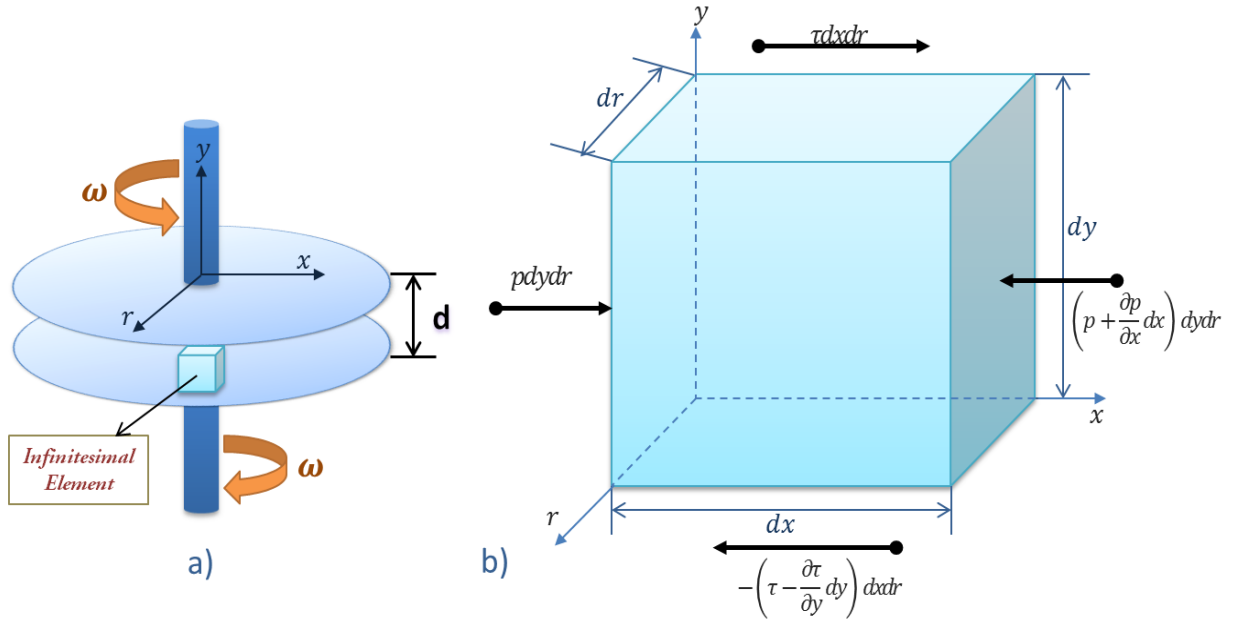 y
ω
x
r
d
Infinitesimal
Element
ω
a)
y
τdxdr
dr
dy
pdydr
(p + ∂p/∂x dx) dydr
x
r
dx
b)
−(τ − ∂τ/∂y dy) dxdr